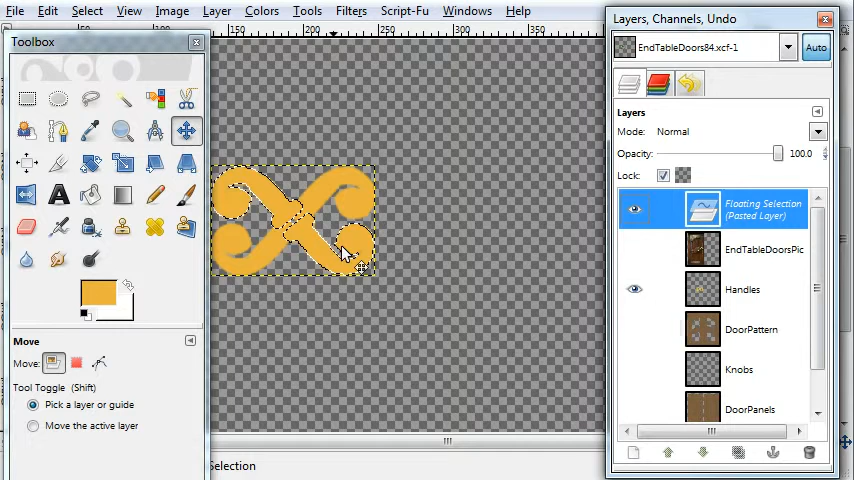 File Edit Select View Image Layer Colors Tools Filters Script-Fu Windows Help
Toolbox
150 200 250 300 350
Move
Move:
Tool Toggle (Shift)
Pick a layer or guide
Move the active layer
Selection
Layers, Channels, Undo
EndTableDoors84.xcf-1
Auto
Layers
Mode: Normal
Opacity: 100.0
Lock:
Floating Selection
(Pasted Layer)
EndTableDoorsPic
Handles
DoorPattern
Knobs
DoorPanels